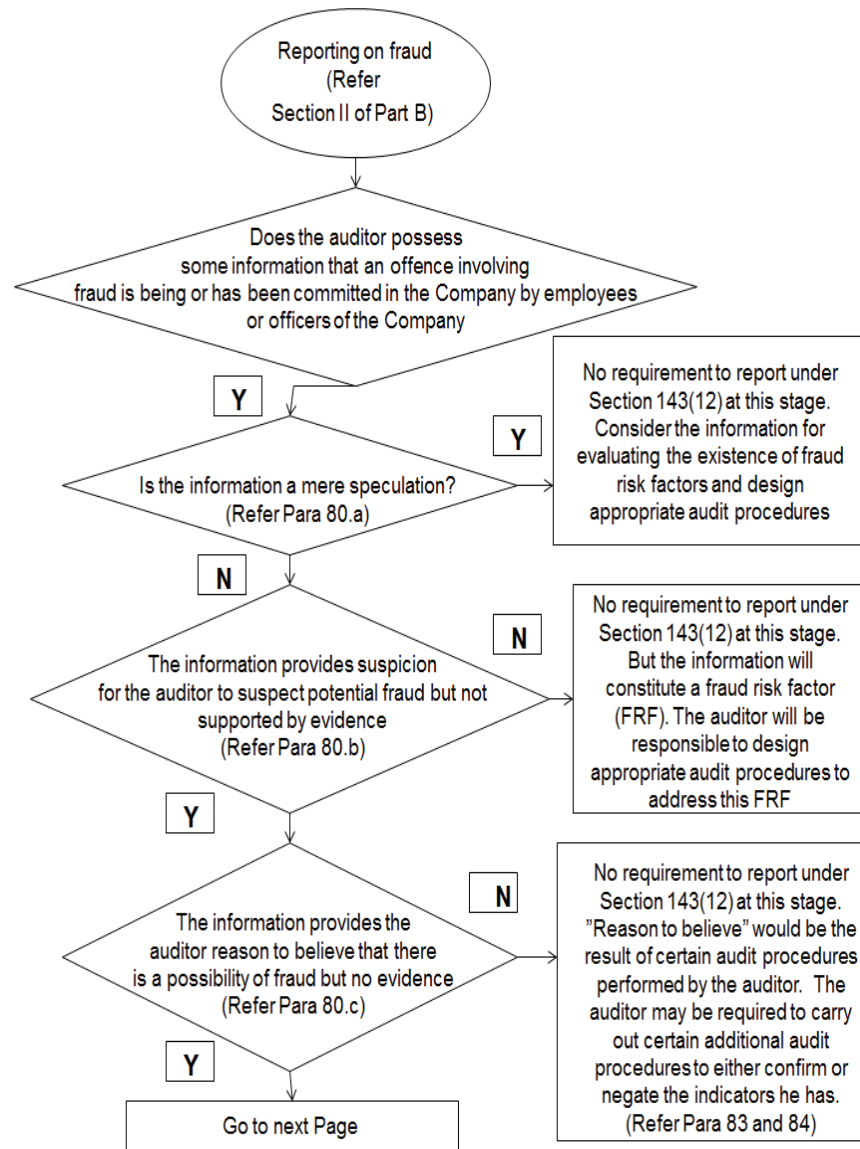 Reporting on fraud
(Refer
Section II of Part B)
Does the auditor possess
some information that an offence involving
fraud is being or has been committed in the Company by employees
or officers of the Company
Y
Is the information a mere speculation?
(Refer Para 80.a)
Y
No requirement to report under
Section 143(12) at this stage.
Consider the information for
evaluating the existence of fraud
risk factors and design
appropriate audit procedures
N
The information provides suspicion
for the auditor to suspect potential fraud but not
supported by evidence
(Refer Para 80.b)
N
No requirement to report under
Section 143(12) at this stage.
But the information will
constitute a fraud risk factor
(FRF). The auditor will be
responsible to design
appropriate audit procedures to
address this FRF
Y
The information provides the
auditor reason to believe that there
is a possibility of fraud but no evidence
(Refer Para 80.c)
N
No requirement to report under
Section 143(12) at this stage.
”Reason to believe” would be the
result of certain audit procedures
performed by the auditor. The
auditor may be required to carry
out certain additional audit
procedures to either confirm or
negate the indicators he has.
(Refer Para 83 and 84)
Y
Go to next Page